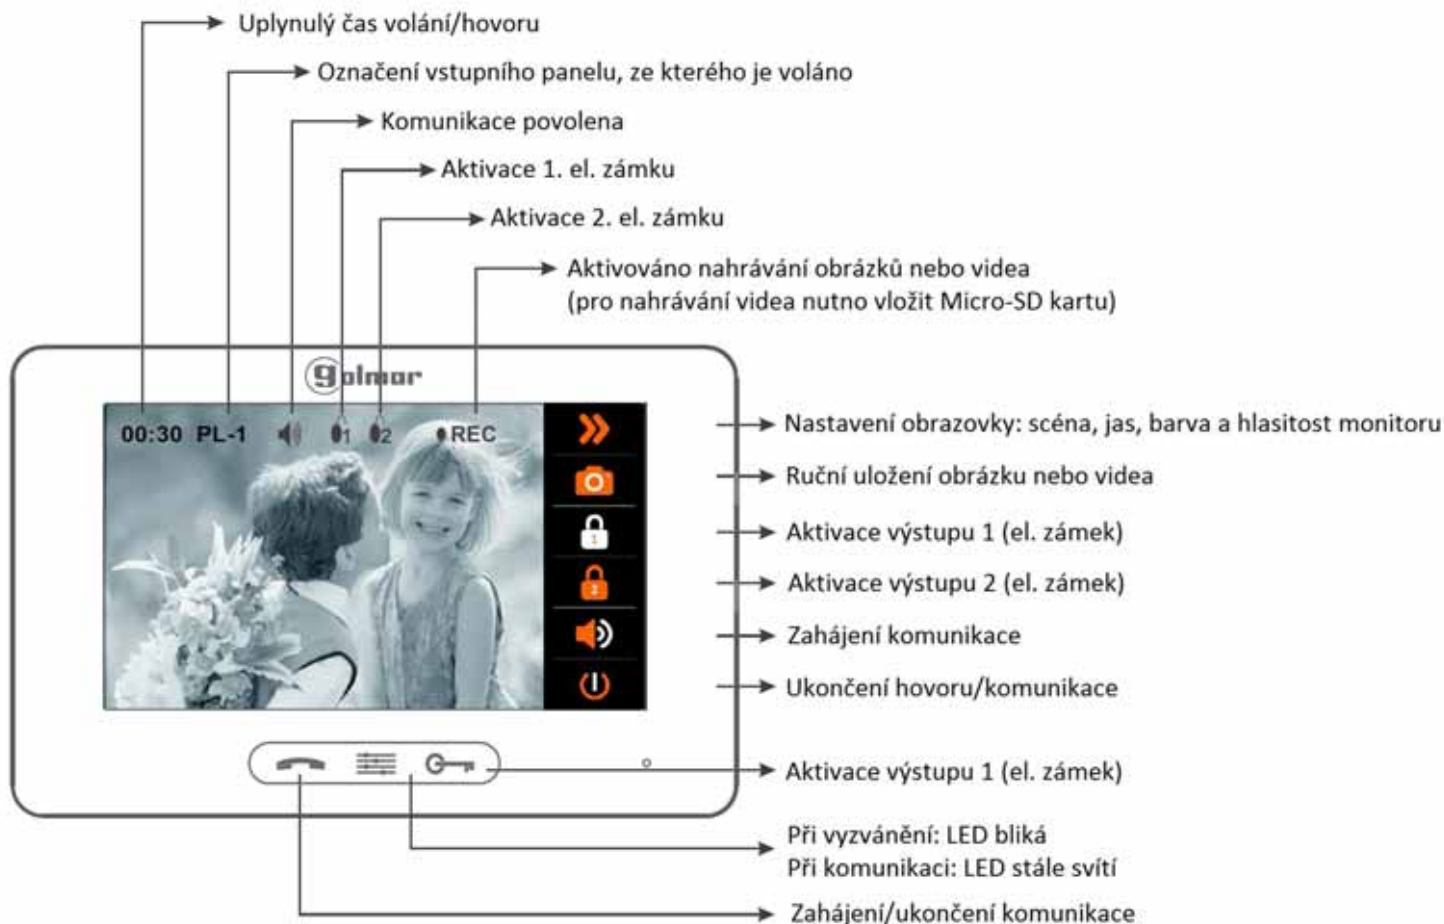 Uplynulý čas volání/hovoru
Označení vstupního panelu, ze kterého je voláno
Komunikace povolena
Aktivace 1. el. zámku
Aktivace 2. el. zámku
Aktivováno nahrávání obrázků nebo videa
(pro nahrávání videa nutno vložit Micro-SD kartu)
golmar
00:30 PL-1 1 2 REC
Nastavení obrazovky: scéna, jas, barva a hlasitost monitoru
Ruční uložení obrázku nebo videa
1
Aktivace výstupu 1 (el. zámek)
2
Aktivace výstupu 2 (el. zámek)
Zahájení komunikace
Ukončení hovoru/komunikace
Aktivace výstupu 1 (el. zámek)
Při vyzvánění: LED bliká
Při komunikaci: LED stále svítí
Zahájení/ukončení komunikace